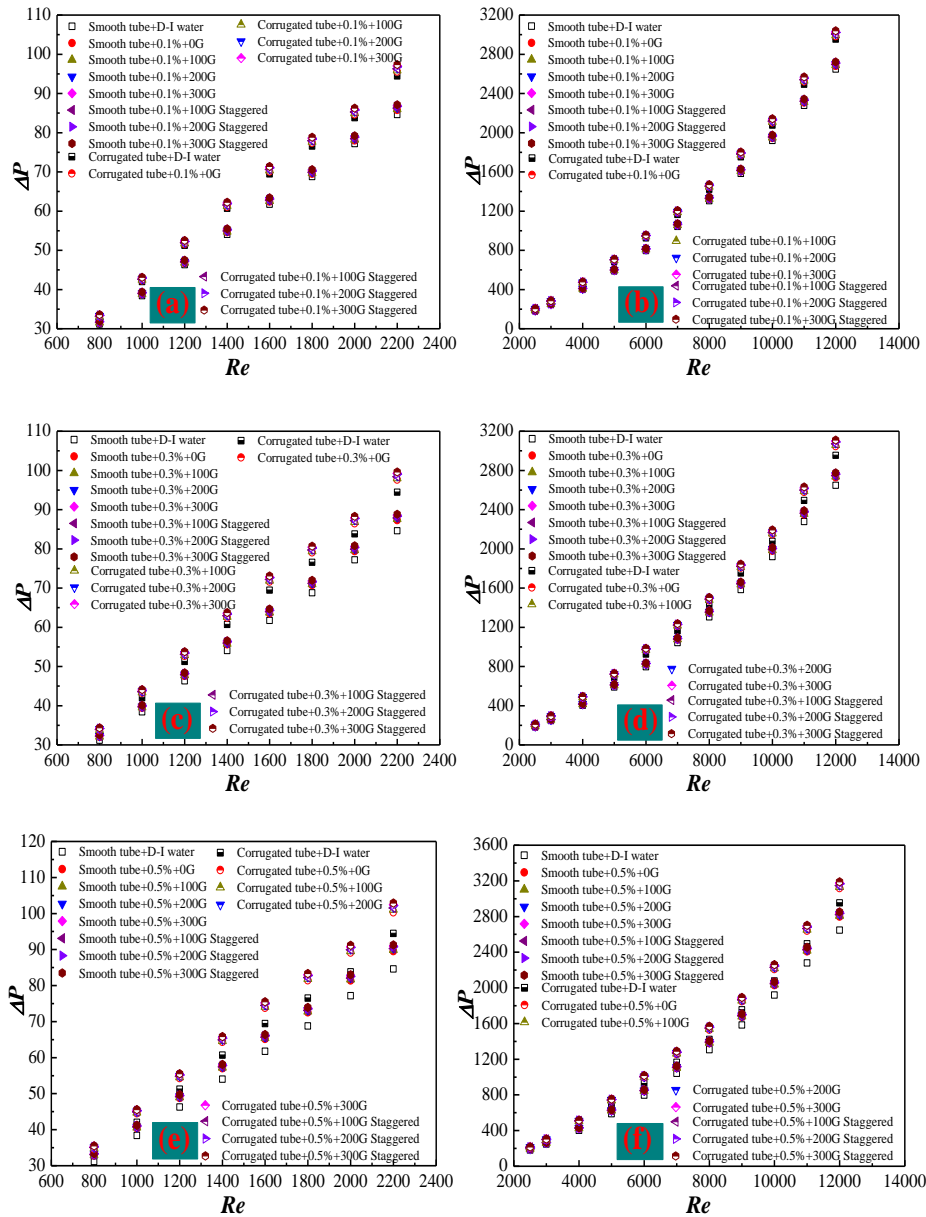 110
100
90
80
70
60
50
40
30
ΔP
Smooth tube+D-I water
Smooth tube+0.1%+0G
Smooth tube+0.1%+100G
Smooth tube+0.1%+200G
Smooth tube+0.1%+300G
Smooth tube+0.1%+100G Staggered
Smooth tube+0.1%+200G Staggered
Smooth tube+0.1%+300G Staggered
Corrugated tube+D-I water
Corrugated tube+0.1%+0G
Corrugated tube+0.1%+100G
Corrugated tube+0.1%+200G
Corrugated tube+0.1%+300G
Corrugated tube+0.1%+100G Staggered
Corrugated tube+0.1%+200G Staggered
Corrugated tube+0.1%+300G Staggered
(a)
600 800 1000 1200 1400 1600 1800 2000 2200 2400
Re
3200
2800
2400
2000
1600
1200
800
400
0
ΔP
Smooth tube+D-I water
Smooth tube+0.1%+0G
Smooth tube+0.1%+100G
Smooth tube+0.1%+200G
Smooth tube+0.1%+300G
Smooth tube+0.1%+100G Staggered
Smooth tube+0.1%+200G Staggered
Smooth tube+0.1%+300G Staggered
Corrugated tube+D-I water
Corrugated tube+0.1%+0G
Corrugated tube+0.1%+100G
Corrugated tube+0.1%+200G
Corrugated tube+0.1%+300G
Corrugated tube+0.1%+100G Staggered
Corrugated tube+0.1%+200G Staggered
Corrugated tube+0.1%+300G Staggered
(b)
2000 4000 6000 8000 10000 12000 14000
Re
110
100
90
80
70
60
50
40
30
ΔP
Smooth tube+D-I water
Smooth tube+0.3%+0G
Smooth tube+0.3%+100G
Smooth tube+0.3%+200G
Smooth tube+0.3%+300G
Smooth tube+0.3%+100G Staggered
Smooth tube+0.3%+200G Staggered
Smooth tube+0.3%+300G Staggered
Corrugated tube+0.3%+100G
Corrugated tube+0.3%+200G
Corrugated tube+0.3%+300G
Corrugated tube+D-I water
Corrugated tube+0.3%+0G
Corrugated tube+0.3%+100G Staggered
Corrugated tube+0.3%+200G Staggered
Corrugated tube+0.3%+300G Staggered
(c)
600 800 1000 1200 1400 1600 1800 2000 2200 2400
Re
3200
2800
2400
2000
1600
1200
800
400
0
ΔP
Smooth tube+D-I water
Smooth tube+0.3%+0G
Smooth tube+0.3%+100G
Smooth tube+0.3%+200G
Smooth tube+0.3%+300G
Smooth tube+0.3%+100G Staggered
Smooth tube+0.3%+200G Staggered
Smooth tube+0.3%+300G Staggered
Corrugated tube+D-I water
Corrugated tube+0.3%+0G
Corrugated tube+0.3%+100G
Corrugated tube+0.3%+200G
Corrugated tube+0.3%+300G
Corrugated tube+0.3%+100G Staggered
Corrugated tube+0.3%+200G Staggered
Corrugated tube+0.3%+300G Staggered
(d)
2000 4000 6000 8000 10000 12000 14000
Re
120
110
100
90
80
70
60
50
40
30
ΔP
Smooth tube+D-I water
Smooth tube+0.5%+0G
Smooth tube+0.5%+100G
Smooth tube+0.5%+200G
Smooth tube+0.5%+300G
Smooth tube+0.5%+100G Staggered
Smooth tube+0.5%+200G Staggered
Smooth tube+0.5%+300G Staggered
Corrugated tube+D-I water
Corrugated tube+0.5%+0G
Corrugated tube+0.5%+100G
Corrugated tube+0.5%+200G
Corrugated tube+0.5%+300G
Corrugated tube+0.5%+100G Staggered
Corrugated tube+0.5%+200G Staggered
Corrugated tube+0.5%+300G Staggered
(e)
600 800 1000 1200 1400 1600 1800 2000 2200 2400
Re
3600
3200
2800
2400
2000
1600
1200
800
400
0
ΔP
Smooth tube+D-I water
Smooth tube+0.5%+0G
Smooth tube+0.5%+100G
Smooth tube+0.5%+200G
Smooth tube+0.5%+300G
Smooth tube+0.5%+100G Staggered
Smooth tube+0.5%+200G Staggered
Smooth tube+0.5%+300G Staggered
Corrugated tube+D-I water
Corrugated tube+0.5%+0G
Corrugated tube+0.5%+100G
Corrugated tube+0.5%+200G
Corrugated tube+0.5%+300G
Corrugated tube+0.5%+100G Staggered
Corrugated tube+0.5%+200G Staggered
Corrugated tube+0.5%+300G Staggered
(f)
2000 4000 6000 8000 10000 12000 14000
Re